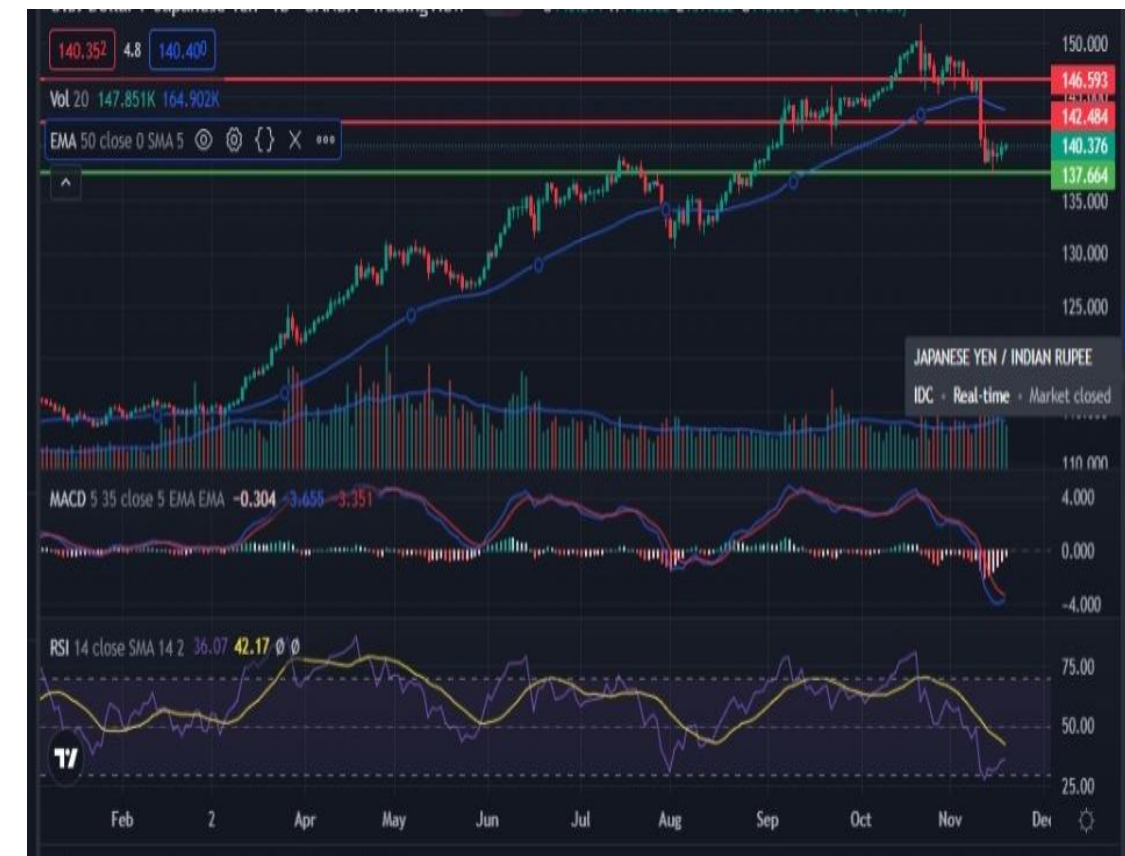 140.352 4.8 140.400
Vol 20 147.851K 164.902K
EMA 50 close 0 SMA 5
150.000
146.593
142.484
140.376
137.664
135.000
130.000
125.000
JAPANESE YEN / INDIAN RUPEE
IDC • Real-time • Market closed
110.000
MACD 5 35 close 5 EMA EMA −0.304 −3.655 −3.351
4.000
0.000
−4.000
RSI 14 close SMA 14 2 36.07 42.17 Ø Ø
75.00
50.00
25.00
Feb 2 Apr May Jun Jul Aug Sep Oct Nov